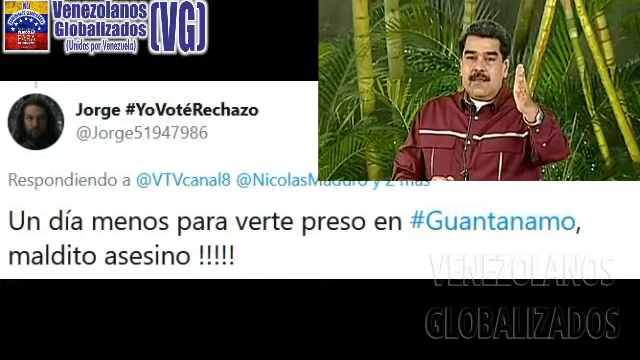 Venezolanos
Globalizados
(Unidos por Venezuela)
(VG)
Jorge #YoVotéRechazo
@Jorge51947986
Respondiendo a @VTVcanal8 @NicolasMaduro y 2 más
Un día menos para verte preso en #Guantanamo,
maldito asesino !!!!!
VENEZOLANOS
GLOBALIZADOS